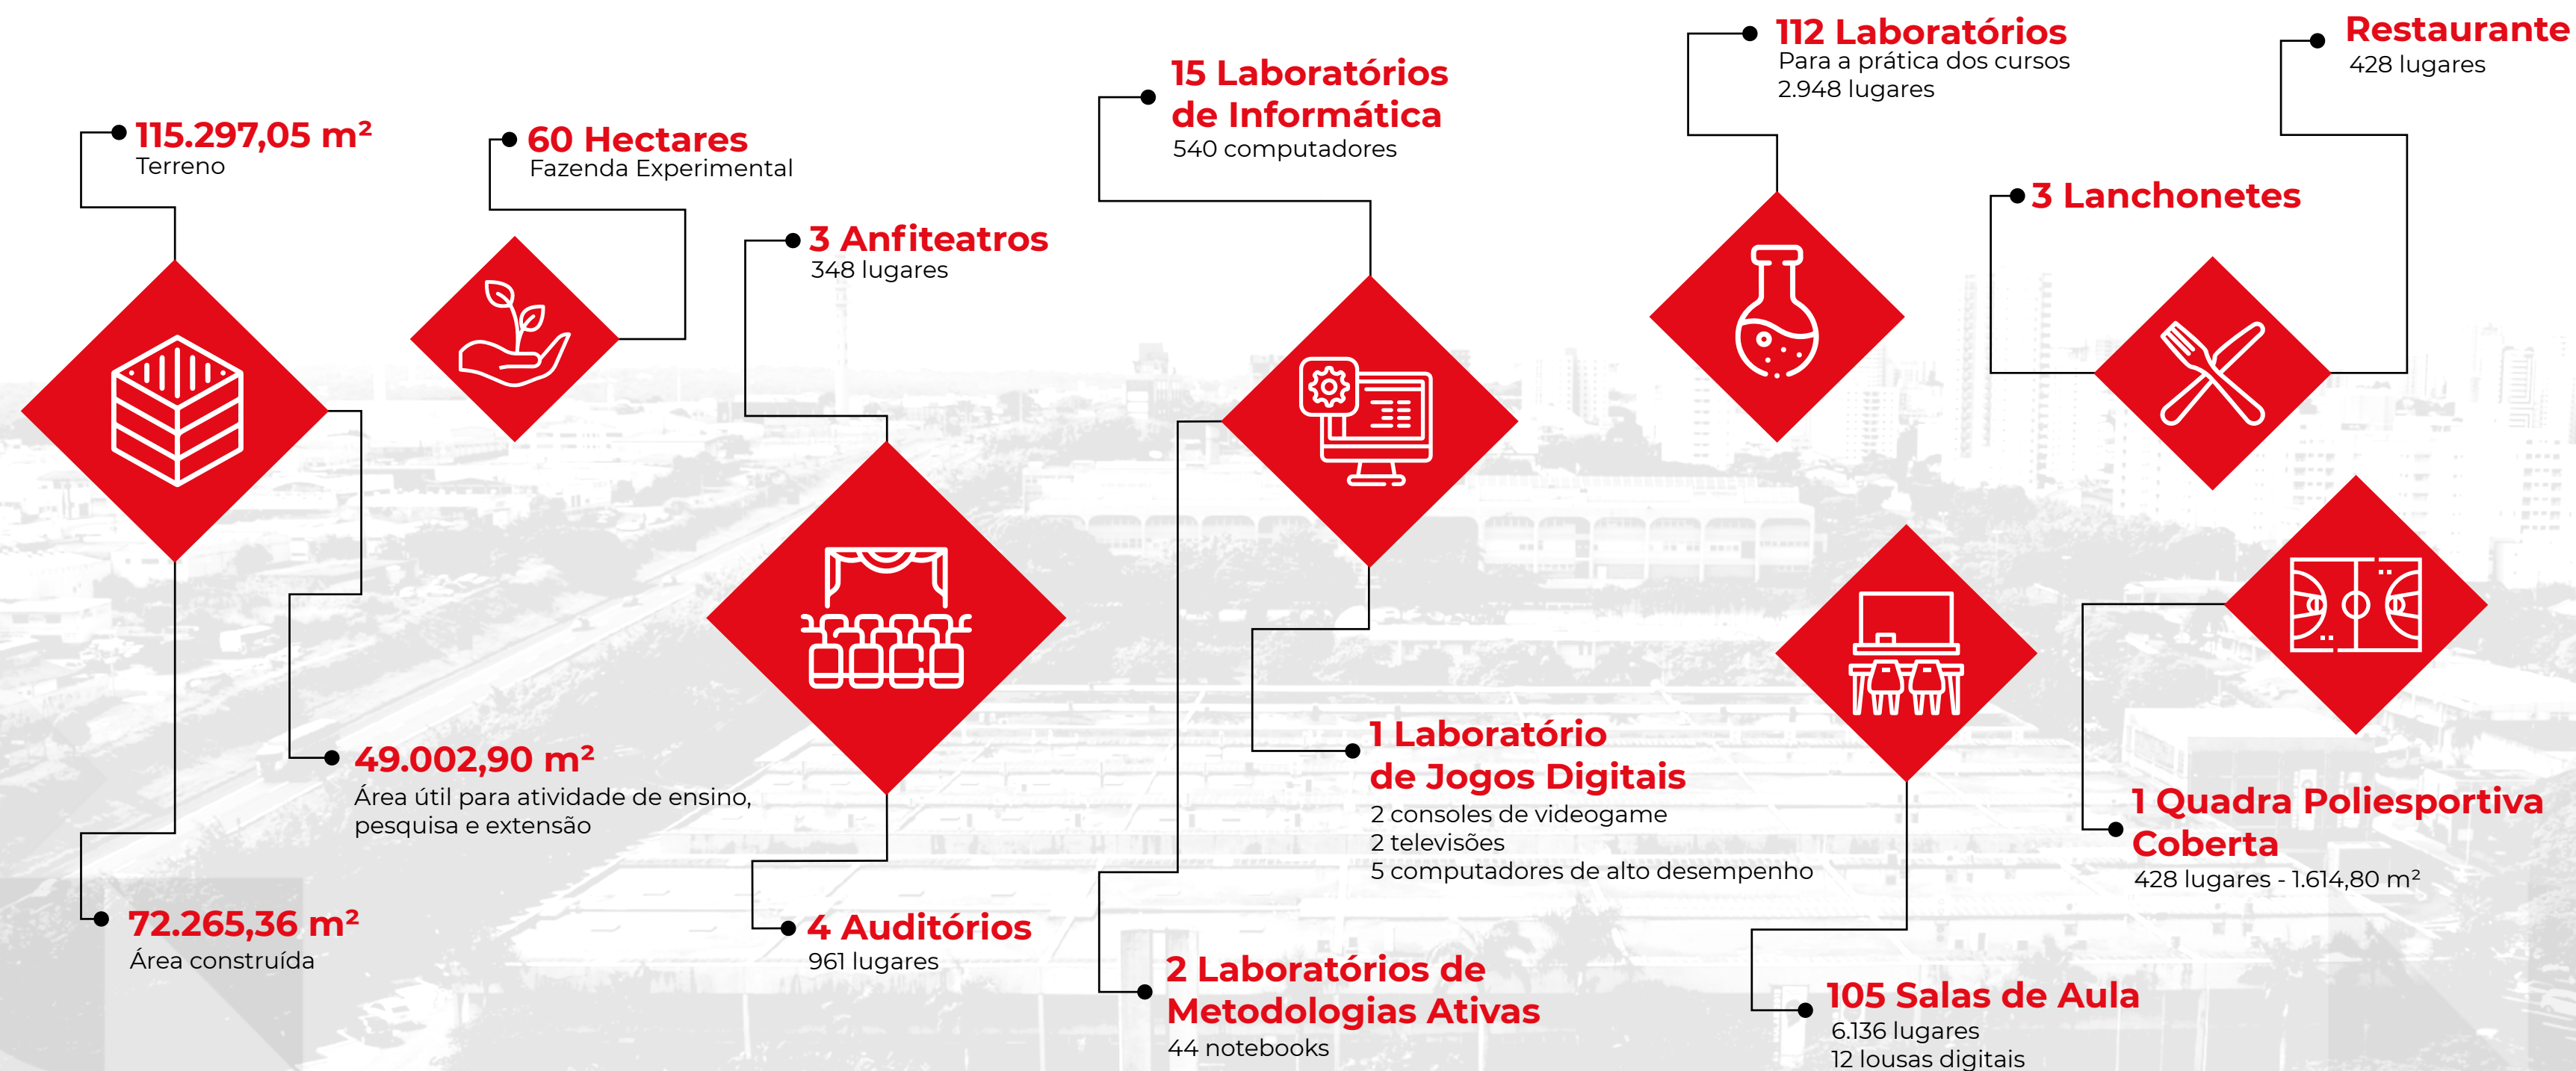 115.297,05 m²
Terreno
49.002,90 m²
Área útil para atividade de ensino,
pesquisa e extensão
72.265,36 m²
Área construída
60 Hectares
Fazenda Experimental
3 Anfiteatros
348 lugares
4 Auditórios
961 lugares
15 Laboratórios
de Informática
540 computadores
1 Laboratório
de Jogos Digitais
2 consoles de videogame
2 televisões
5 computadores de alto desempenho
2 Laboratórios de
Metodologias Ativas
44 notebooks
112 Laboratórios
Para a prática dos cursos
2.948 lugares
105 Salas de Aula
6.136 lugares
12 lousas digitais
3 Lanchonetes
Restaurante
428 lugares
1 Quadra Poliesportiva
Coberta
428 lugares - 1.614,80 m²